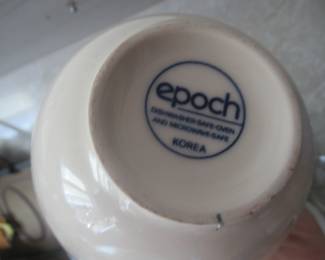 epoch
DISHWASHER-SAFE-OVEN
AND MICROWAVE-SAFE
KOREA